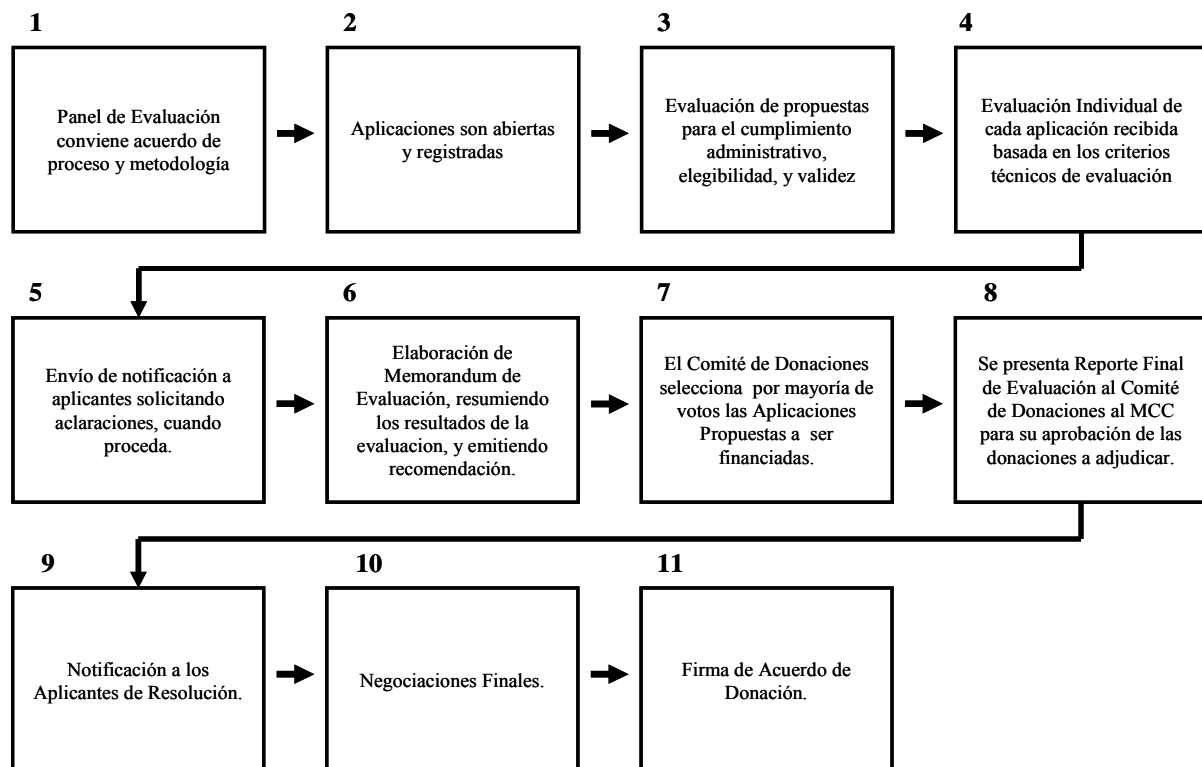 1
Panel de Evaluación
conviene acuerdo de
proceso y metodología
2
Aplicaciones son abiertas
y registradas
3
Evaluación de propuestas
para el cumplimiento
administrativo,
elegibilidad, y validez
4
Evaluación Individual de
cada aplicación recibida
basada en los criterios
técnicos de evaluación
5
Envío de notificación a
aplicantes solicitando
aclaraciones, cuando
proceda.
6
Elaboración de
Memorandum de
Evaluación, resumiendo
los resultados de la
evaluacion, y emitiendo
recomendación.
7
El Comité de Donaciones
selecciona por mayoría de
votos las Aplicaciones
Propuestas a ser
financiadas.
8
Se presenta Reporte Final
de Evaluación al Comité
de Donaciones al MCC
para su aprobación de las
donaciones a adjudicar.
9
Notificación a los
Aplicantes de Resolución.
10
Negociaciones Finales.
11
Firma de Acuerdo de
Donación.